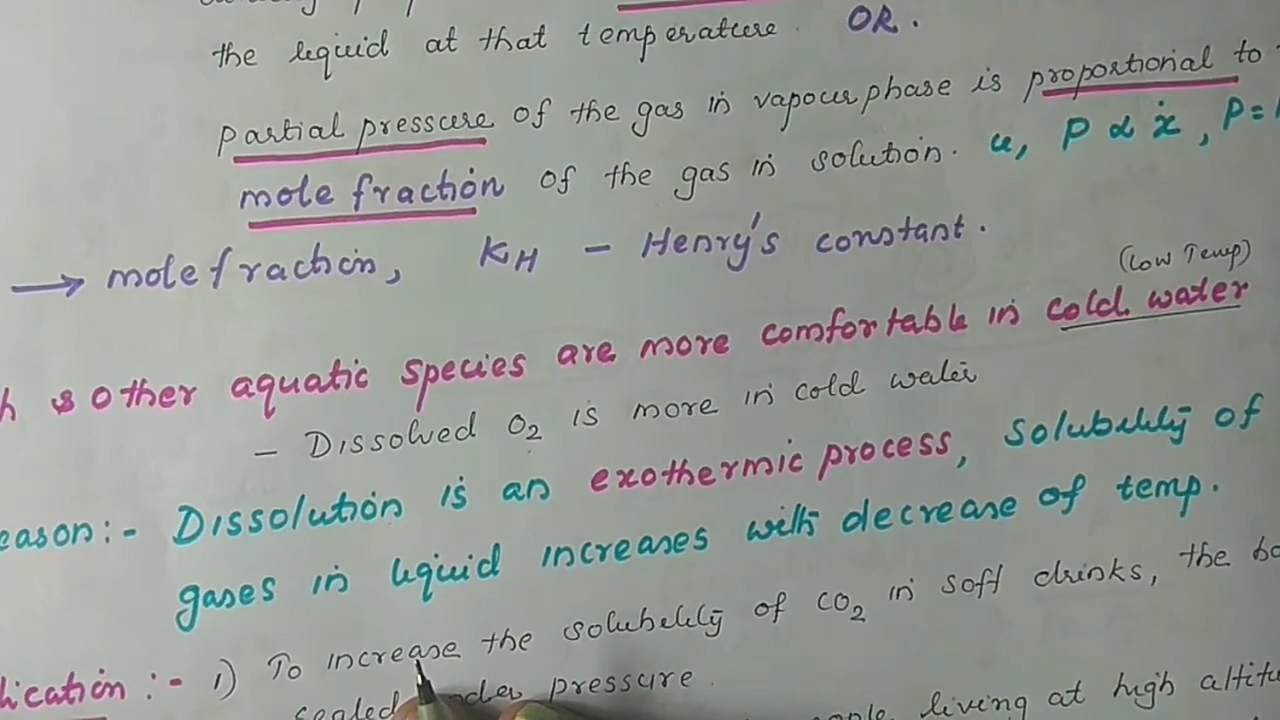 the liquid at that temperature. OR.
partial pressure of the gas in vapour phase is proportional to
mole fraction of the gas in solution. ie, P ∝ x, P =
→ mole fraction, KH - Henry's constant.
(Low Temp)
& other aquatic species are more comfortable in cold water
- Dissolved O2 is more in cold water
eason:- Dissolution is an exothermic process, solubility of
gases in liquid increases with decrease of temp.
lication:- 1) To increase the solubility of CO2 in soft drinks, the bo
sealed under pressure.
living at high altitu